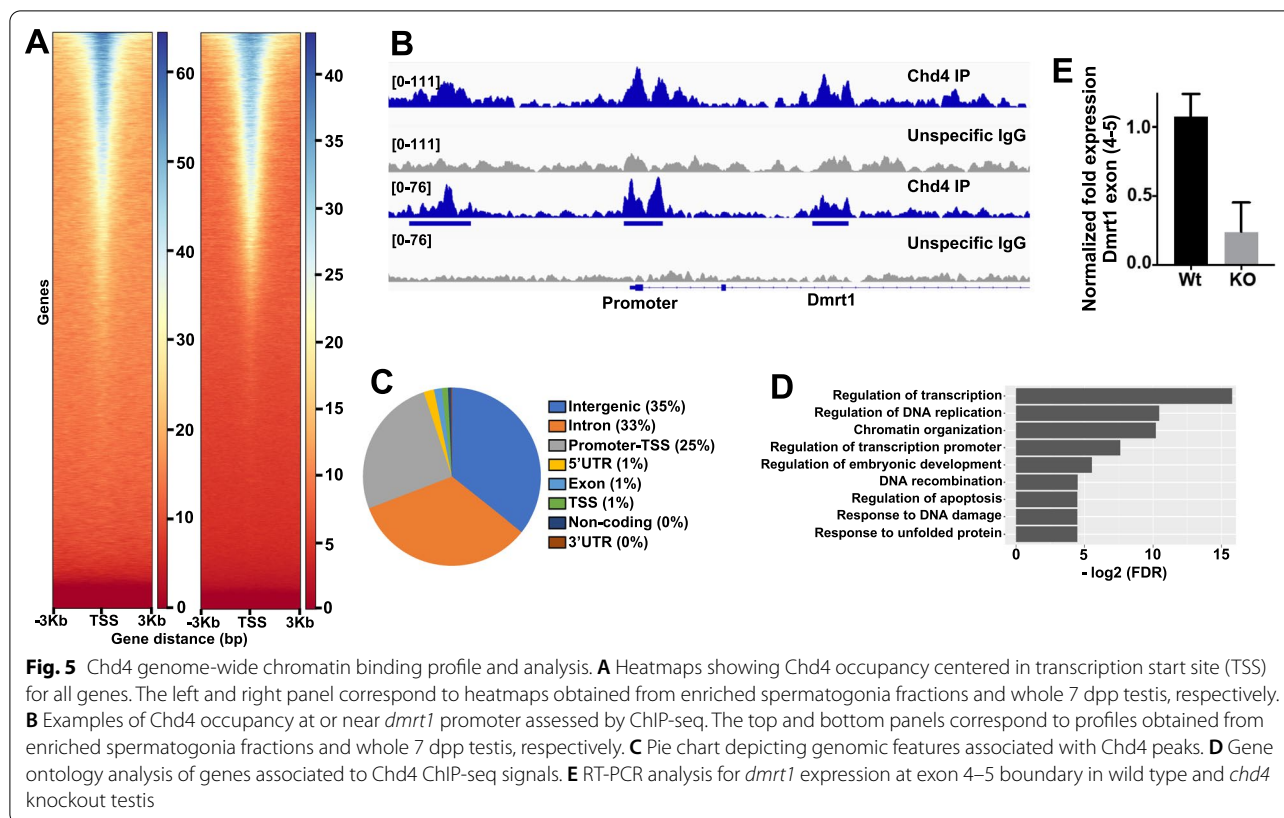 A
60
50
40
30
20
10
0
40
35
30
25
20
15
10
5
0
Genes
-3Kb TSS 3Kb -3Kb TSS 3Kb
Gene distance (bp)
B
[0-111] Chd4 IP
[0-111] Unspecific IgG
[0-76] Chd4 IP
[0-76] Unspecific IgG
Promoter Dmrt1
E
Normalized fold expression
Dmrt1 exon (4-5)
1.0
0.5
0.0
Wt KO
C
Intergenic (35%)
Intron (33%)
Promoter-TSS (25%)
5'UTR (1%)
Exon (1%)
TSS (1%)
Non-coding (0%)
3'UTR (0%)
D
Regulation of transcription
Regulation of DNA replication
Chromatin organization
Regulation of transcription promoter
Regulation of embryonic development
DNA recombination
Regulation of apoptosis
Response to DNA damage
Response to unfolded protein
0 5 10 15
- log2 (FDR)
Fig. 5 Chd4 genome-wide chromatin binding profile and analysis. A Heatmaps showing Chd4 occupancy centered in transcription start site (TSS)
for all genes. The left and right panel correspond to heatmaps obtained from enriched spermatogonia fractions and whole 7 dpp testis, respectively.
B Examples of Chd4 occupancy at or near dmrt1 promoter assessed by ChIP-seq. The top and bottom panels correspond to profiles obtained from
enriched spermatogonia fractions and whole 7 dpp testis, respectively. C Pie chart depicting genomic features associated with Chd4 peaks. D Gene
ontology analysis of genes associated to Chd4 ChIP-seq signals. E RT-PCR analysis for dmrt1 expression at exon 4–5 boundary in wild type and chd4
knockout testis